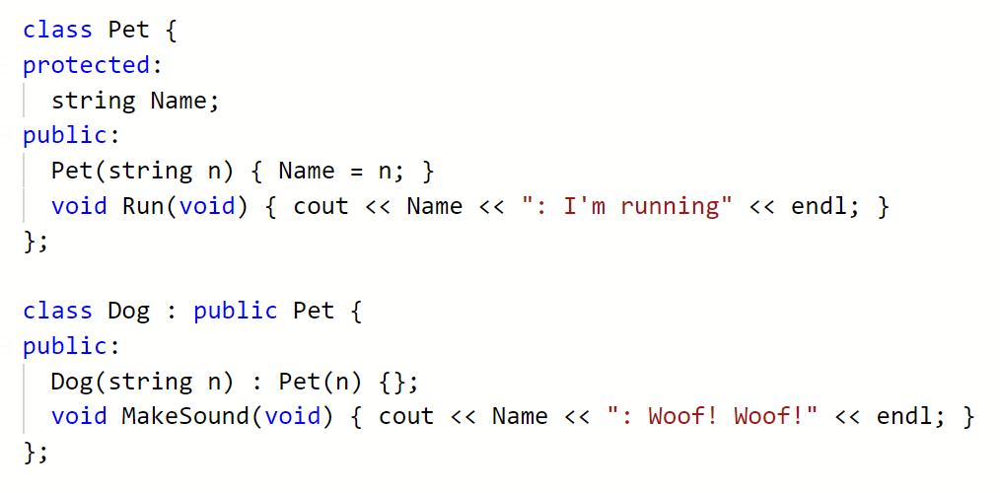 class Pet {
protected:
  string Name;
public:
  Pet(string n) { Name = n; }
  void Run(void) { cout << Name << ": I'm running" << endl; }
};

class Dog : public Pet {
public:
  Dog(string n) : Pet(n) {};
  void MakeSound(void) { cout << Name << ": Woof! Woof!" << endl; }
};